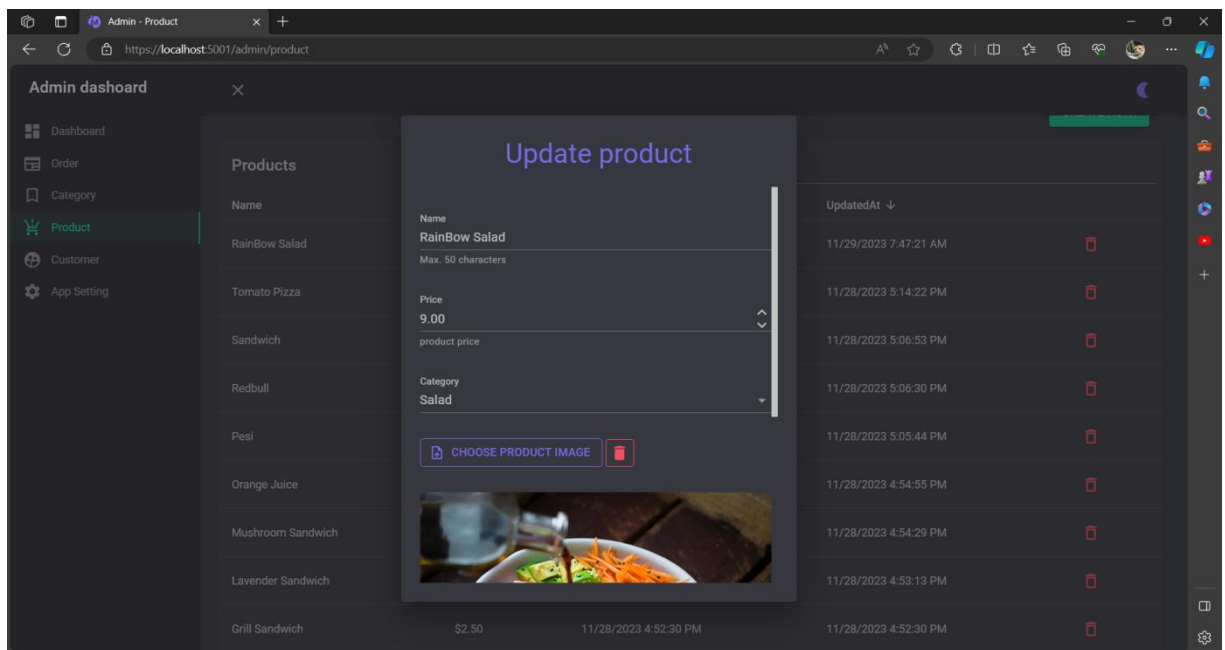 Admin - Product
https://localhost:5001/admin/product
Admin dashoard
Dashboard
Order
Category
Product
Customer
App Setting
Products
Name
UpdatedAt
RainBow Salad
11/29/2023 7:47:21 AM
Tomato Pizza
11/28/2023 5:14:22 PM
Sandwich
11/28/2023 5:06:53 PM
Redbull
11/28/2023 5:06:30 PM
Pesi
11/28/2023 5:05:44 PM
Orange Juice
11/28/2023 4:54:55 PM
Mushroom Sandwich
11/28/2023 4:54:29 PM
Lavender Sandwich
11/28/2023 4:53:13 PM
Grill Sandwich $2.50 11/28/2023 4:52:30 PM 11/28/2023 4:52:30 PM
Update product
Name
RainBow Salad
Max. 50 characters
Price
9.00
product price
Category
Salad
CHOOSE PRODUCT IMAGE